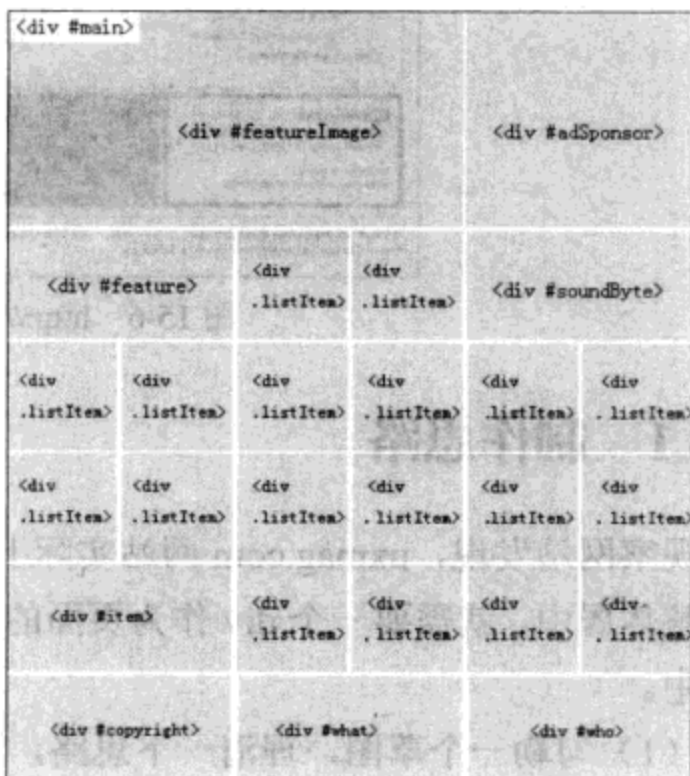 <div #main>
<div #featureImage>
<div #adSponsor>
<div #feature>
<div
.listItem>
<div
.listItem>
<div #soundByte>
<div
.listItem>
<div
.listItem>
<div
.listItem>
<div
.listItem>
<div
.listItem>
<div
.listItem>
<div
.listItem>
<div
.listItem>
<div
.listItem>
<div
.listItem>
<div
.listItem>
<div
.listItem>
<div #item>
<div
.listItem>
<div
.listItem>
<div
.listItem>
<div
.listItem>
<div #copyright>
<div #what>
<div #who>